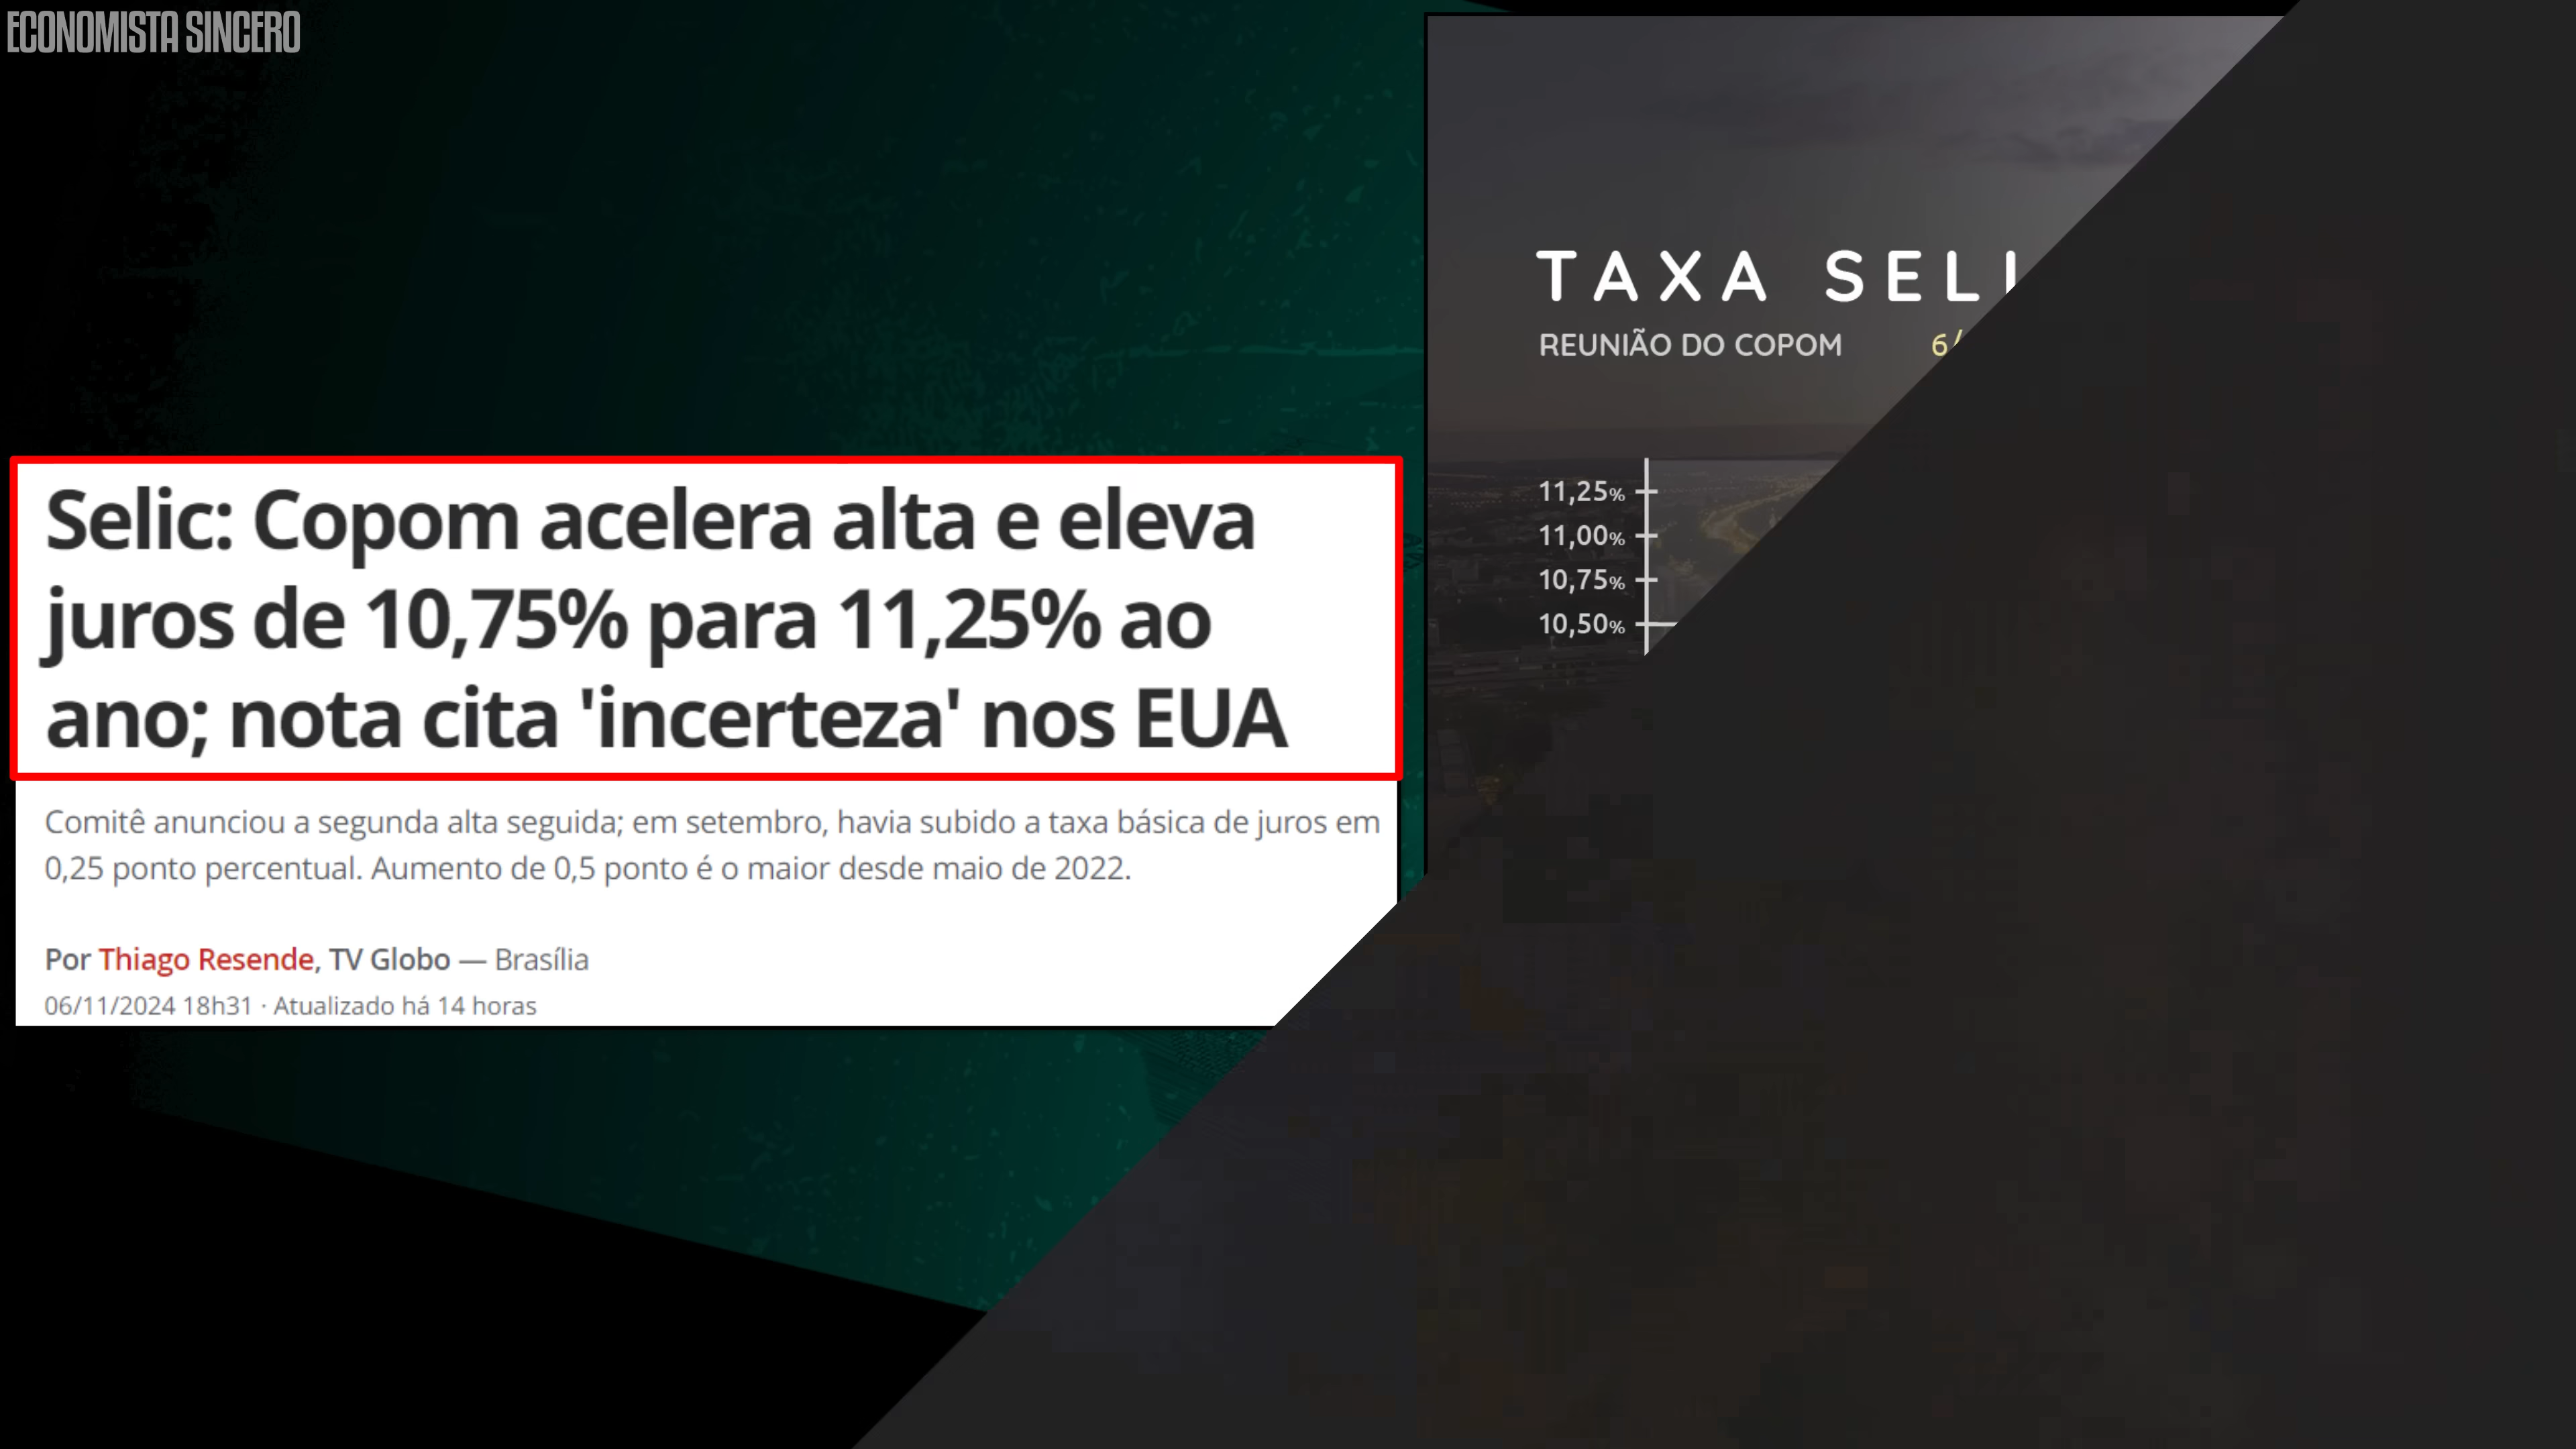 ECONOMISTA SINCERO
Selic: Copom acelera alta e eleva
juros de 10,75% para 11,25% ao
ano; nota cita 'incerteza' nos EUA
Comitê anunciou a segunda alta seguida; em setembro, havia subido a taxa básica de juros em
0,25 ponto percentual. Aumento de 0,5 ponto é o maior desde maio de 2022.
Por Thiago Resende, TV Globo — Brasília
06/11/2024 18h31 · Atualizado há 14 horas
TAXA SELI
REUNIÃO DO COPOM 6/
11,25%
11,00%
10,75%
10,50%